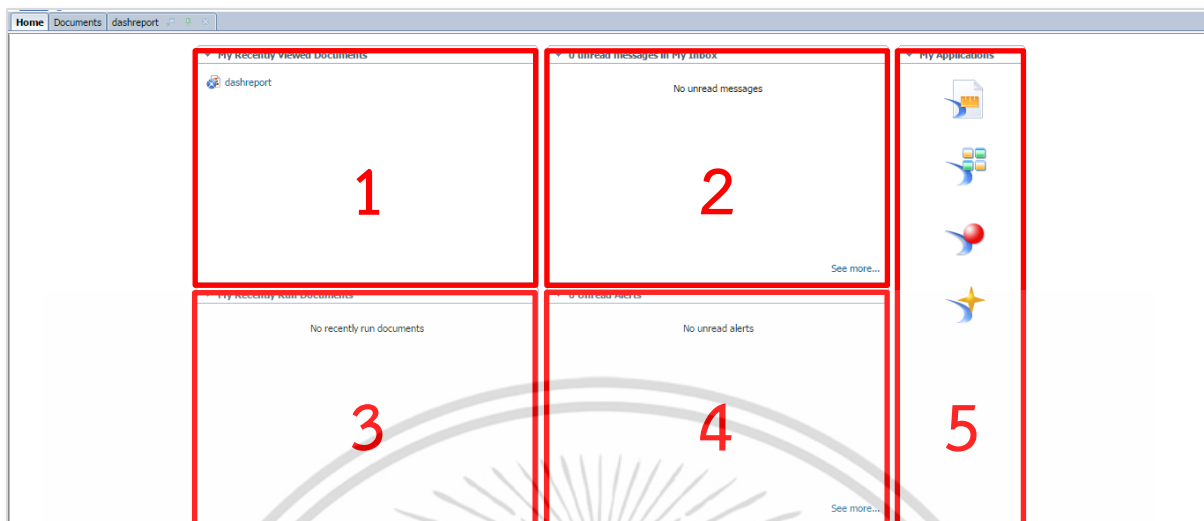 Home Documents dashreport
My Recently Viewed Documents
dashreport
1
0 unread messages in My Inbox
No unread messages
2
See more...
My Applications
My Recently Run Documents
No recently run documents
3
0 Unread Alerts
No unread alerts
4
See more...
5